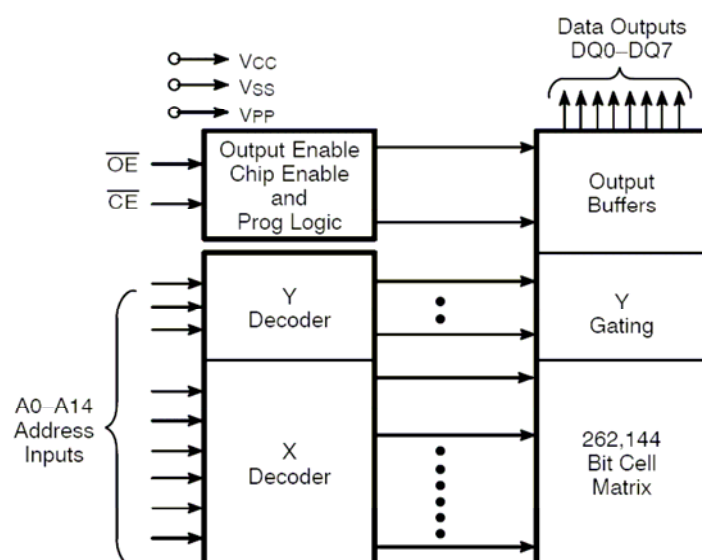 Data Outputs
DQ0–DQ7
VCC
VSS
VPP
OE
CE
Output Enable
Chip Enable
and
Prog Logic
Output
Buffers
Y
Decoder
Y
Gating
A0–A14
Address
Inputs
X
Decoder
262,144
Bit Cell
Matrix